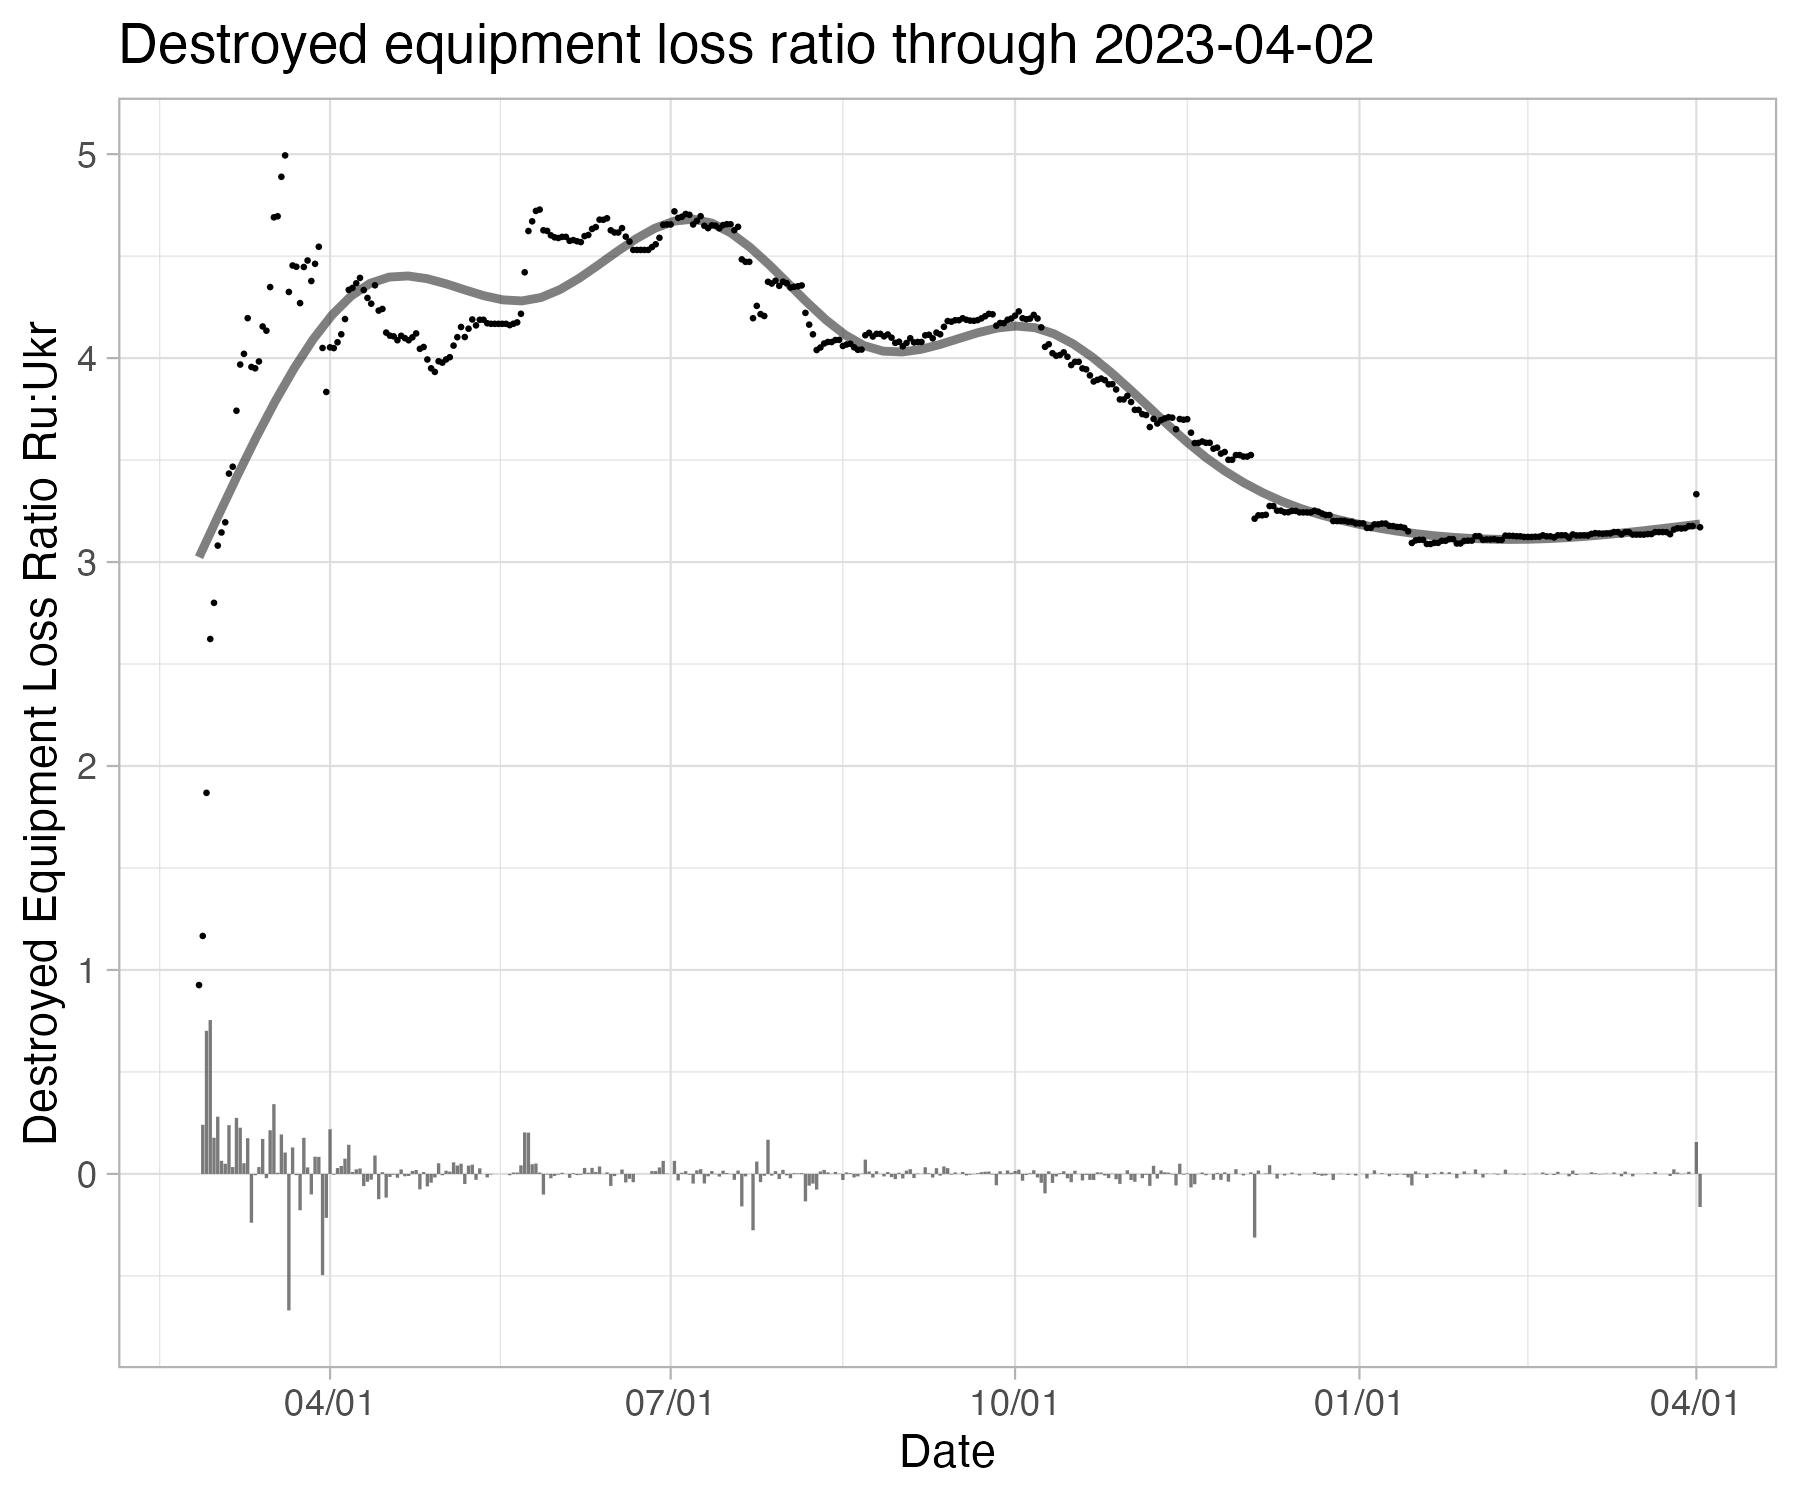 Destroyed equipment loss ratio through 2023-04-02
Destroyed Equipment Loss Ratio Ru:Ukr
5
4
3
2
1
0
04/01 07/01 10/01 01/01 04/01
Date